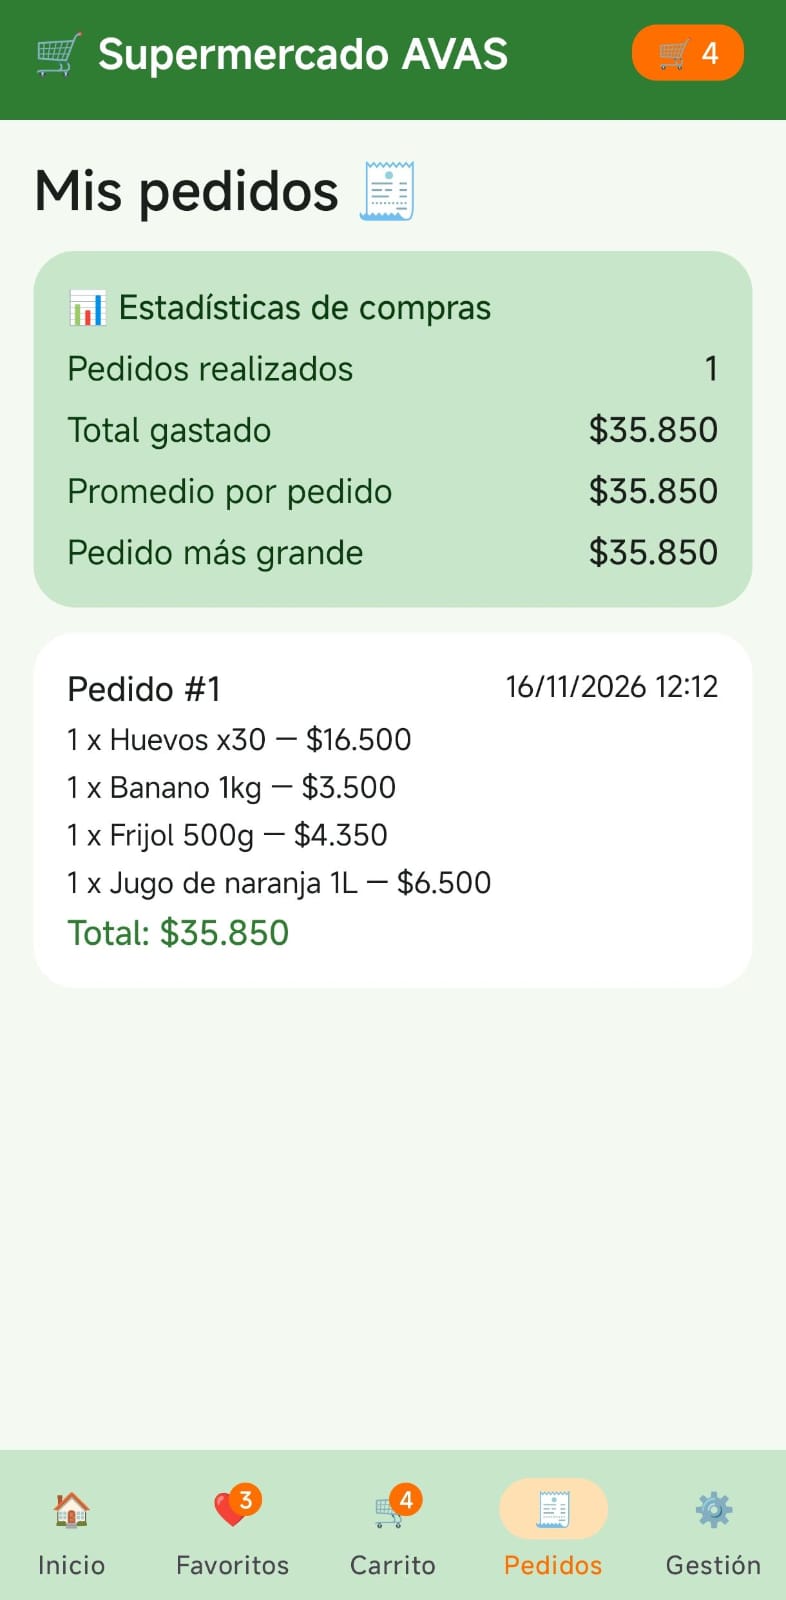 Supermercado AVAS
4
Mis pedidos
Estadísticas de compras
Pedidos realizados 1
Total gastado $35.850
Promedio por pedido $35.850
Pedido más grande $35.850
Pedido #1 16/11/2026 12:12
1 x Huevos x30 — $16.500
1 x Banano 1kg — $3.500
1 x Frijol 500g — $4.350
1 x Jugo de naranja 1L — $6.500
Total: $35.850
3 4
Inicio Favoritos Carrito Pedidos Gestión